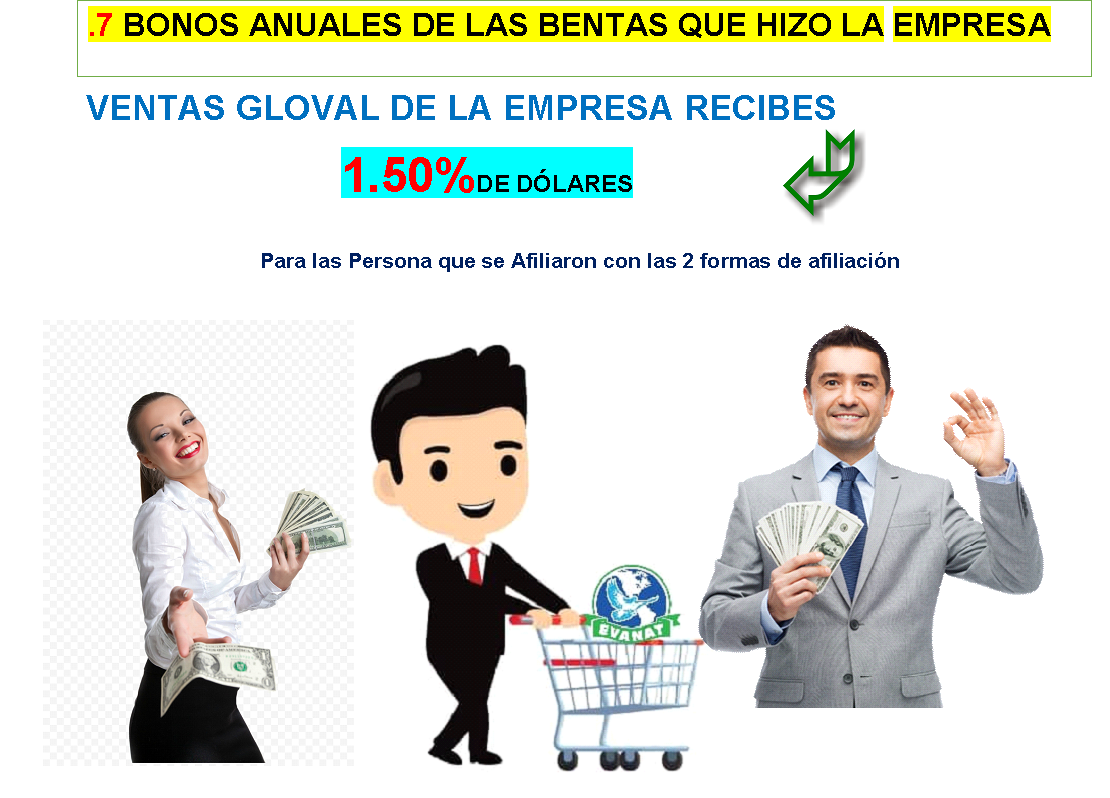 .7 BONOS ANUALES DE LAS BENTAS QUE HIZO LA EMPRESA
VENTAS GLOVAL DE LA EMPRESA RECIBES
1.50%DE DÓLARES
Para las Persona que se Afiliaron con las 2 formas de afiliación
EVANAT